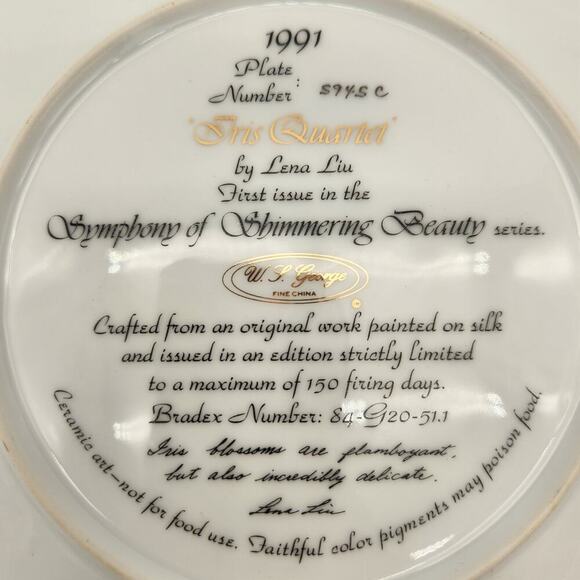 1991
Plate
Number: 5945 C
"Iris Quartet"
by Lena Liu
First issue in the
Symphony of Shimmering Beauty series.
W. S. George
FINE CHINA
Crafted from an original work painted on silk
and issued in an edition strictly limited
to a maximum of 150 firing days.
Bradex Number: 84-G20-51.1
Iris blossoms are flamboyant,
but also incredibly delicate.
Lena Liu
Ceramic art—not for food use. Faithful color pigments may poison food.